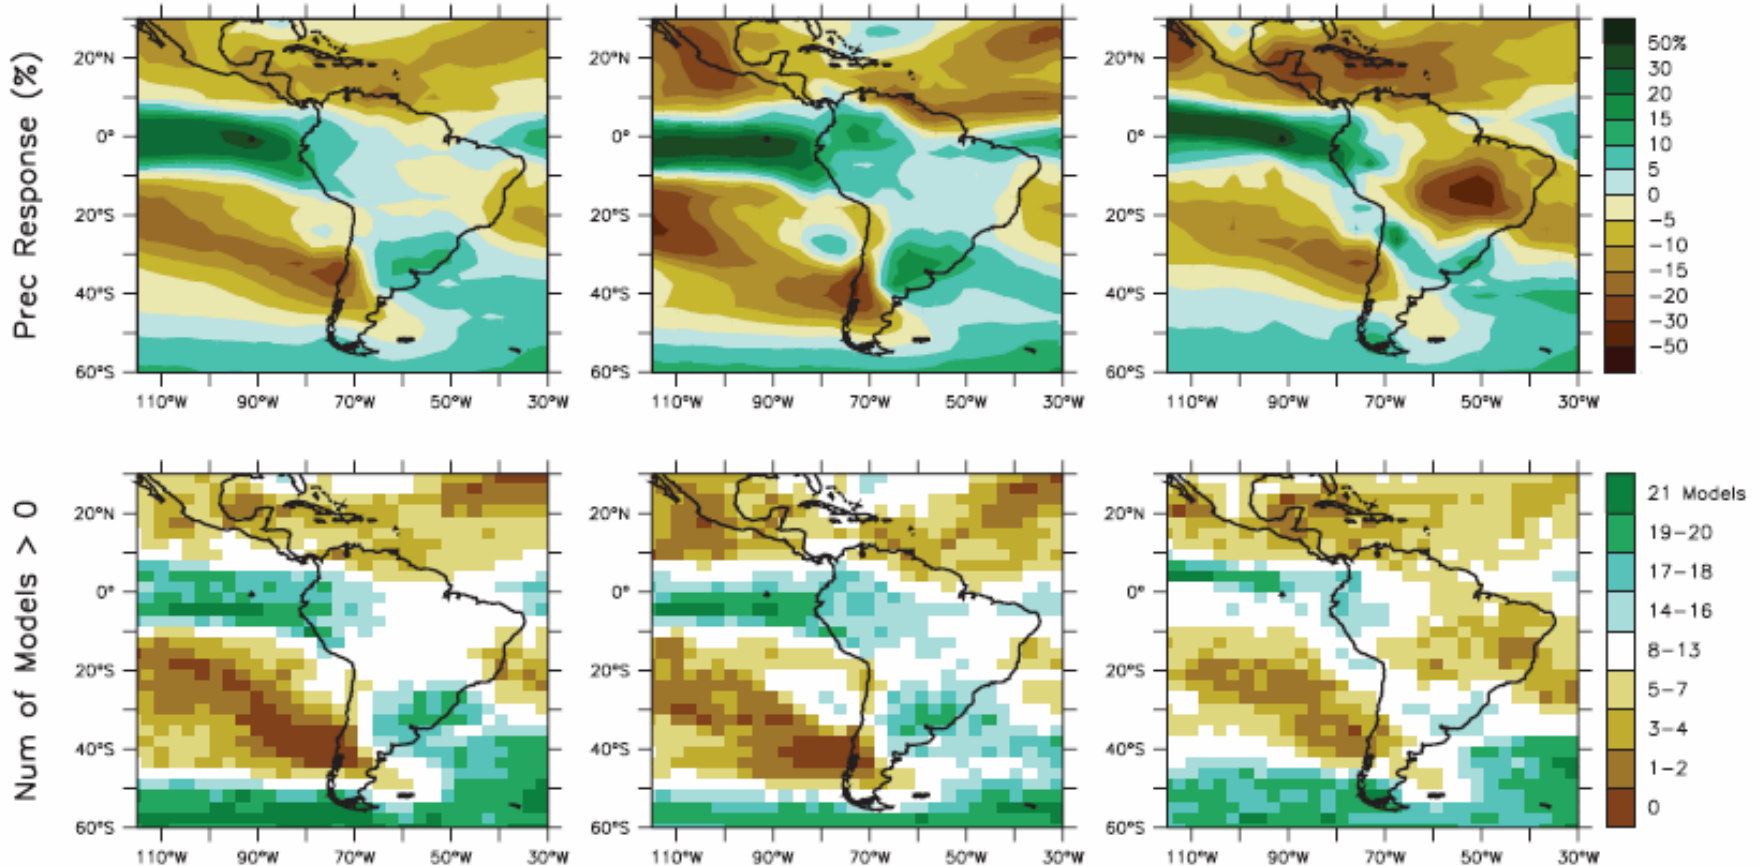 Prec Response (%)
20°N
0°
20°S
40°S
60°S
110°W 90°W 70°W 50°W 30°W
20°N
0°
20°S
40°S
60°S
110°W 90°W 70°W 50°W 30°W
20°N
0°
20°S
40°S
60°S
110°W 90°W 70°W 50°W 30°W
50%
30
20
15
10
5
0
-5
-10
-15
-20
-30
-50
Num of Models > 0
20°N
0°
20°S
40°S
60°S
110°W 90°W 70°W 50°W 30°W
20°N
0°
20°S
40°S
60°S
110°W 90°W 70°W 50°W 30°W
20°N
0°
20°S
40°S
60°S
110°W 90°W 70°W 50°W 30°W
21 Models
19-20
17-18
14-16
8-13
5-7
3-4
1-2
0